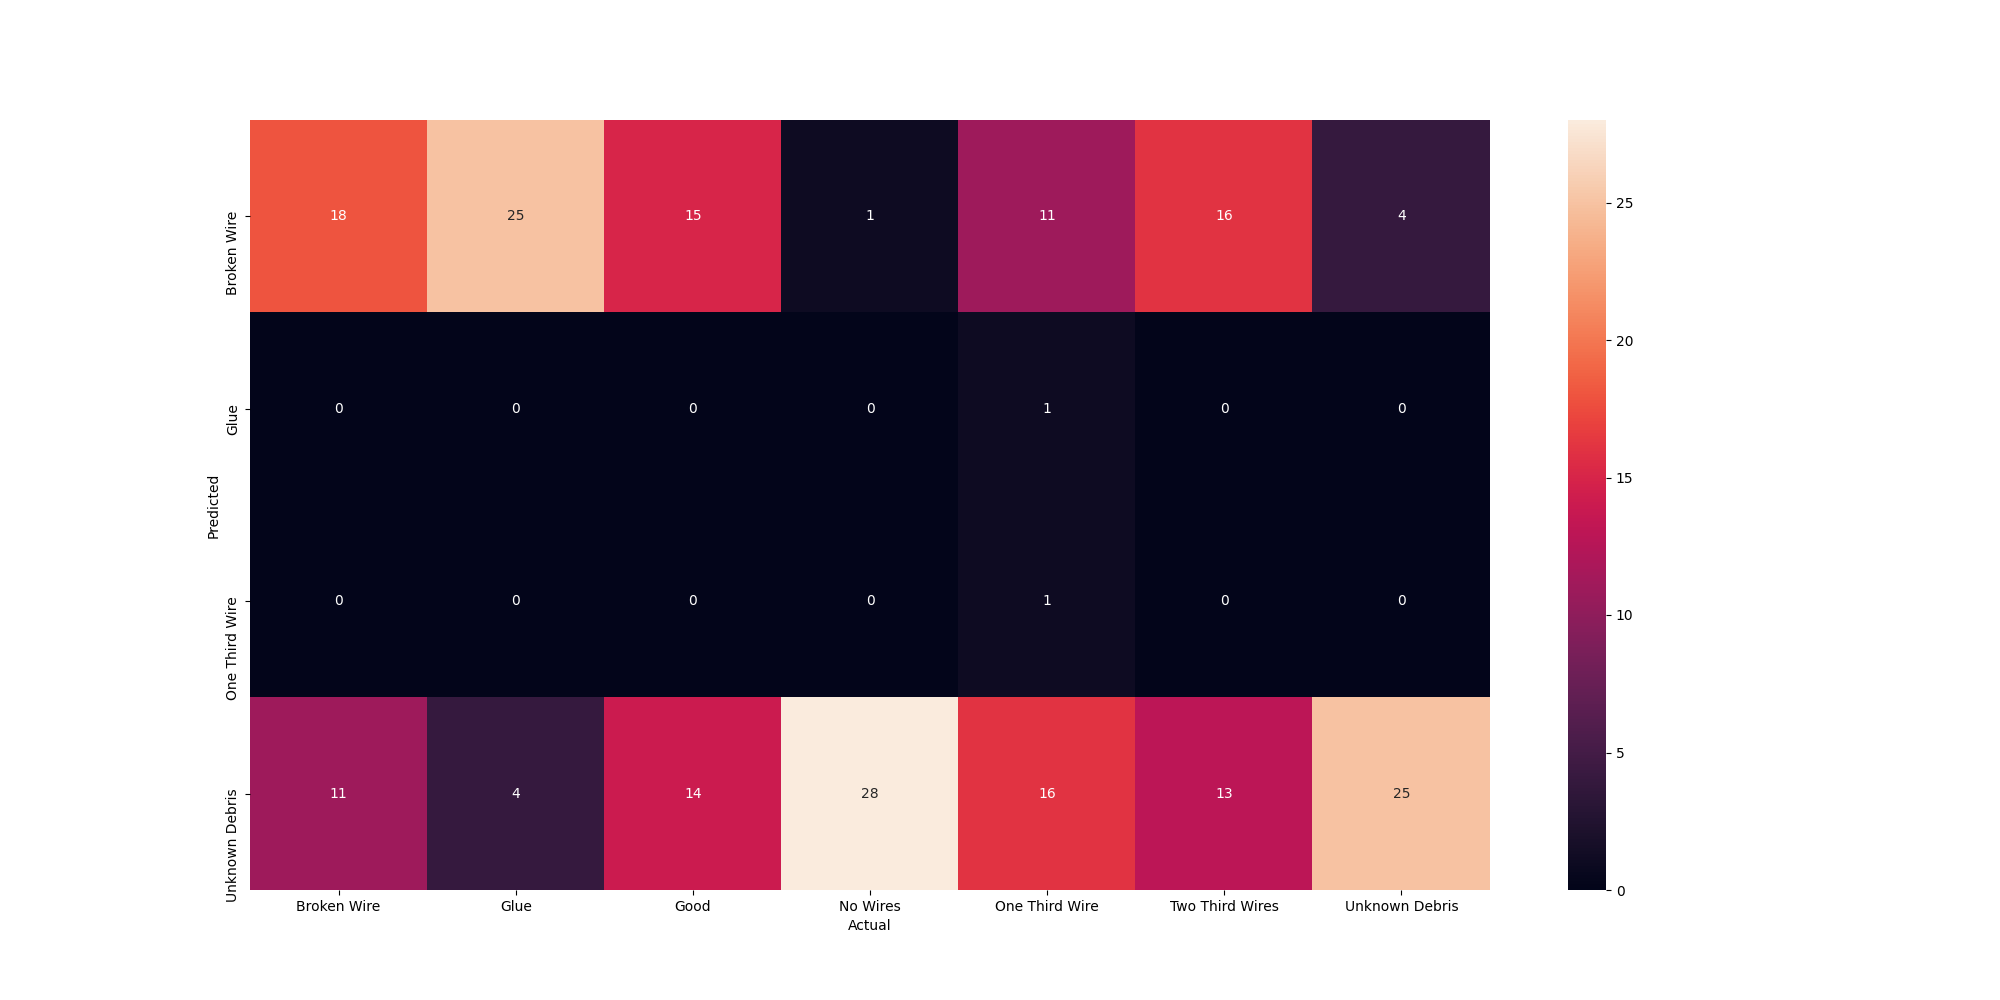 Predicted
Broken Wire 18 25 15 1 11 16 4
Glue 0 0 0 0 1 0 0
One Third Wire 0 0 0 0 1 0 0
Unknown Debris 11 4 14 28 16 13 25
Broken Wire Glue Good No Wires One Third Wire Two Third Wires Unknown Debris
Actual
25
20
15
10
5
0